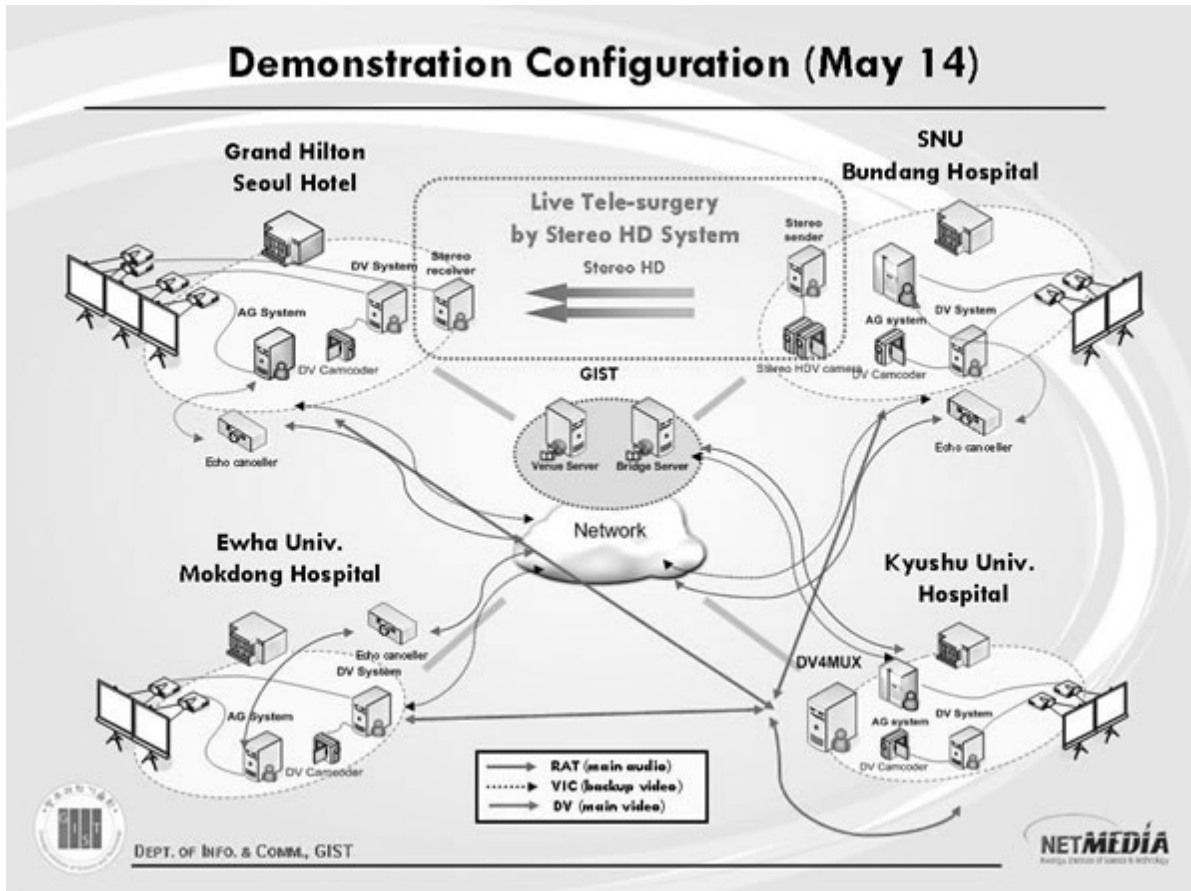 Demonstration Configuration (May 14)
Grand Hilton
Seoul Hotel
SNU
Bundang Hospital
Live Tele-surgery
by Stereo HD System
Stereo HD
Stereo
sender
DV System
Stereo
receiver
AG System
DV Camcoder
Echo canceller
AG system
DV System
Stereo HDV camera
DV Camcoder
Echo canceller
GIST
Venue Server
Bridge Server
Network
Ewha Univ.
Mokdong Hospital
Kyushu Univ.
Hospital
Echo canceller
DV System
AG System
DV Camcoder
DV4MUX
AG system
DV System
DV Camcoder
RAT (main audio)
VIC (backup video)
DV (main video)
GIST
DEPT. OF INFO. & COMM., GIST
NETMEDIA